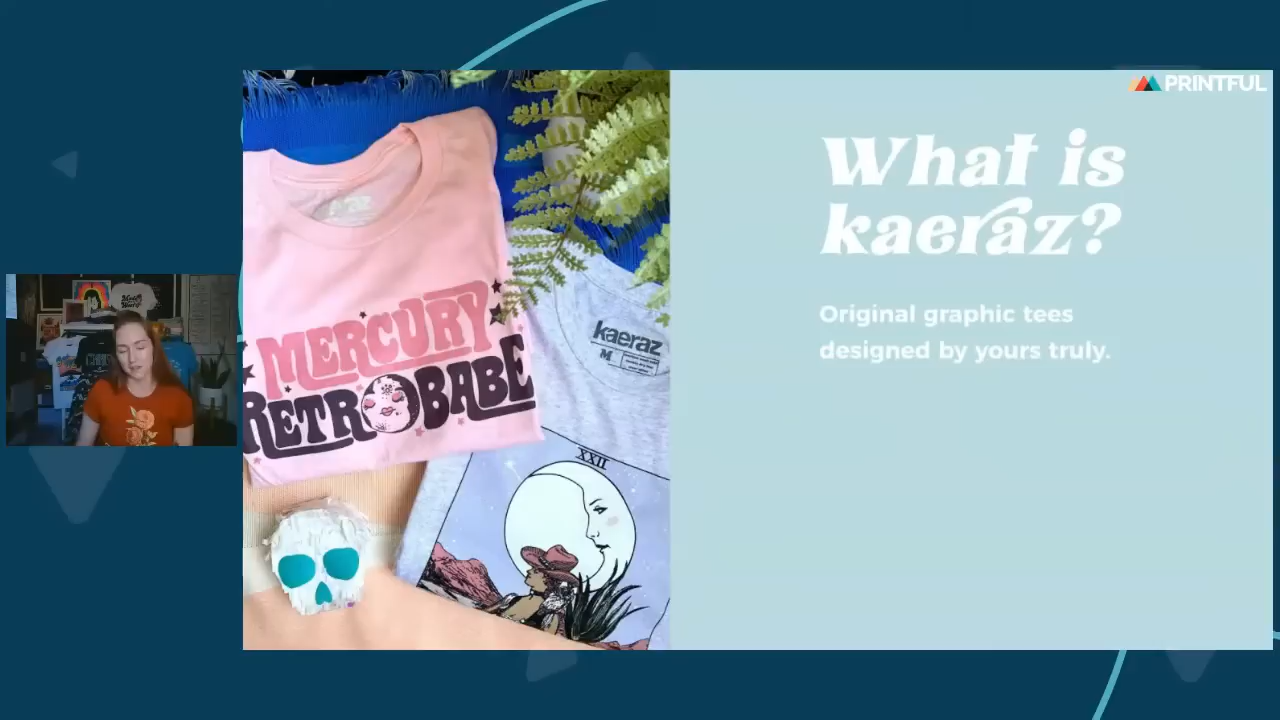 PRINTFUL
What is
kaeraz?
Original graphic tees
designed by yours truly.
MERCURY
RETROBABE
kaeraz
M
XXII